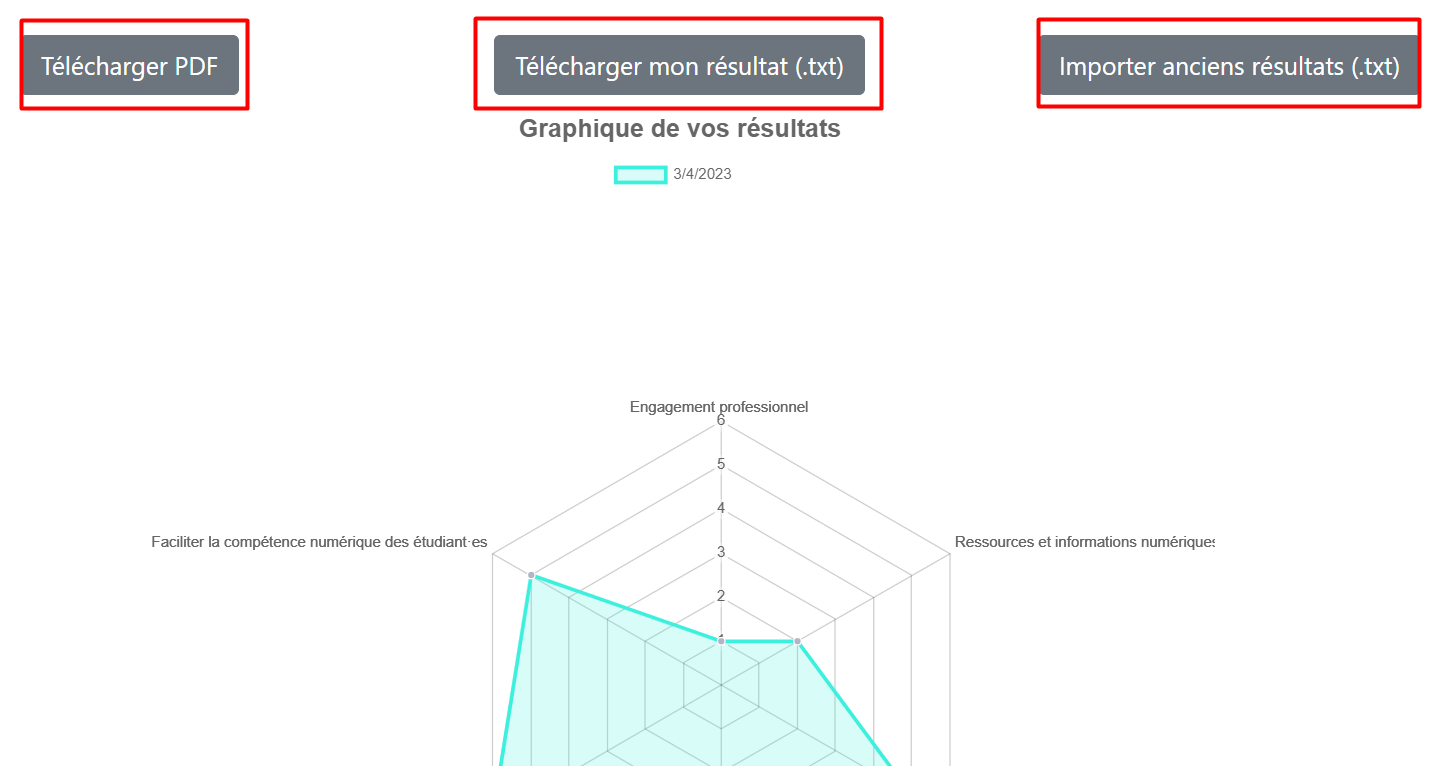 Télécharger PDF
Télécharger mon résultat (.txt)
Importer anciens résultats (.txt)
Graphique de vos résultats
3/4/2023
Engagement professionnel
6
5
4
Faciliter la compétence numérique des étudiant·es
Ressources et informations numériques
3
2
1